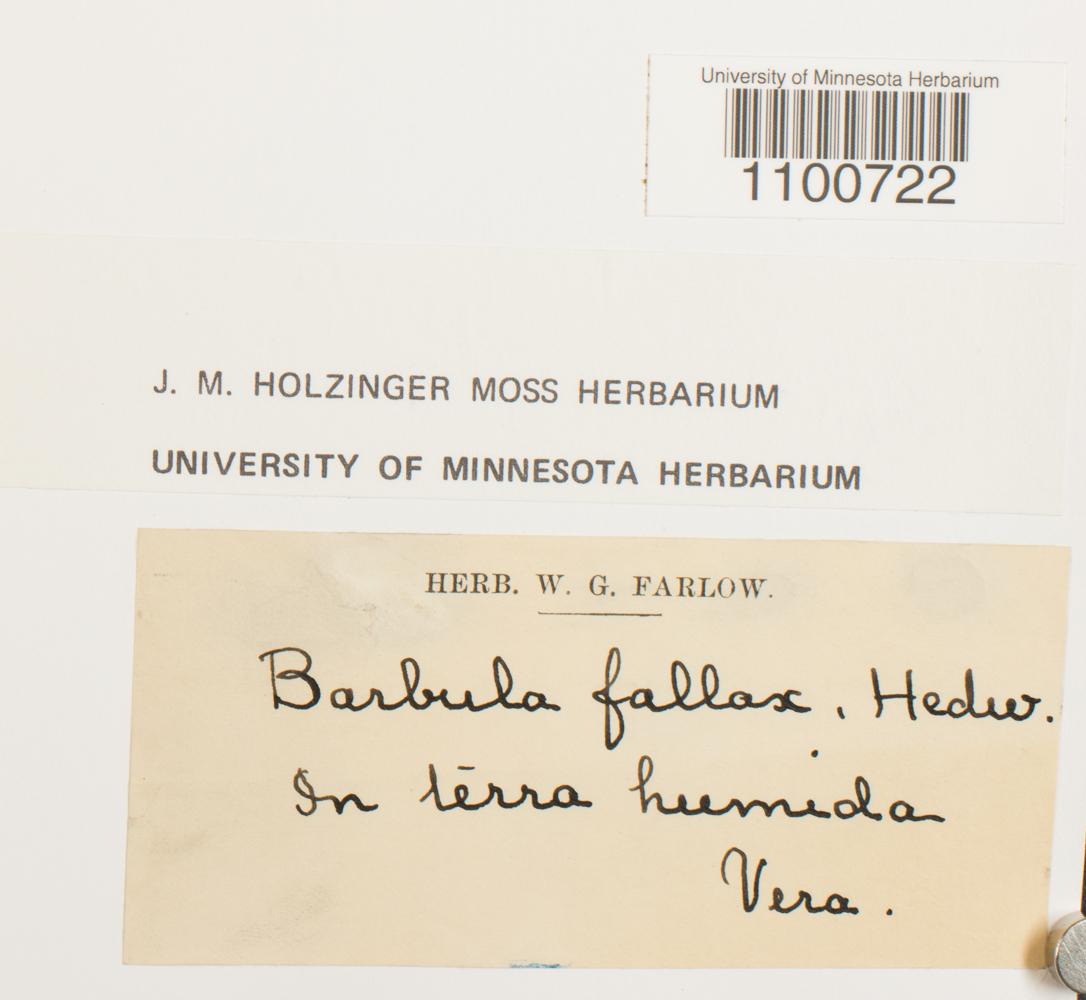 University of Minnesota Herbarium
1100722
J. M. HOLZINGER MOSS HERBARIUM
UNIVERSITY OF MINNESOTA HERBARIUM
HERB. W. G. FARLOW.
Barbula fallax, Hedw.
In terra humida
Vera.